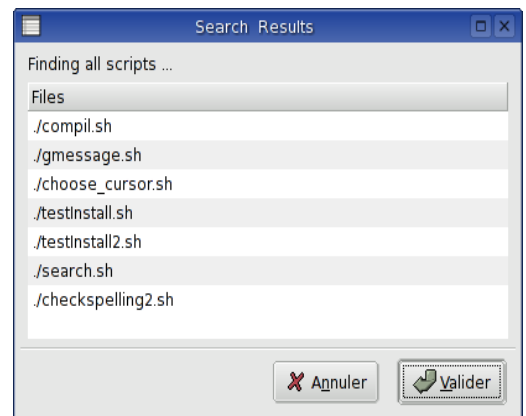 Search Results
Finding all scripts ...
Files
./compil.sh
./gmessage.sh
./choose_cursor.sh
./testInstall.sh
./testInstall2.sh
./search.sh
./checkspelling2.sh
Annuler
Valider